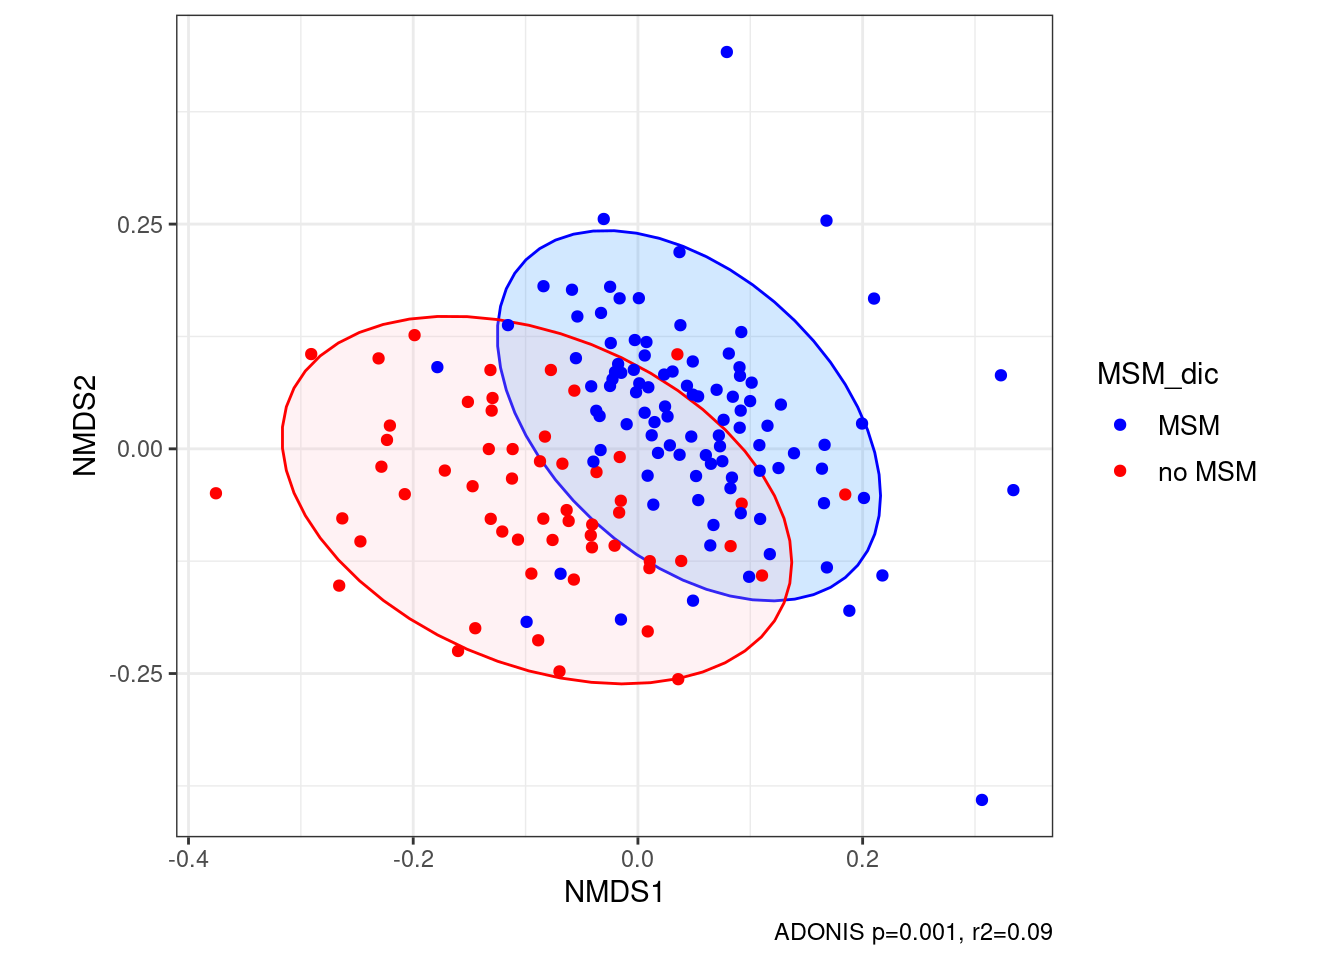 0.25
0.00
-0.25
NMDS2
-0.4
-0.2
0.0
0.2
NMDS1
MSM_dic
MSM
no MSM
ADONIS p=0.001, r2=0.09